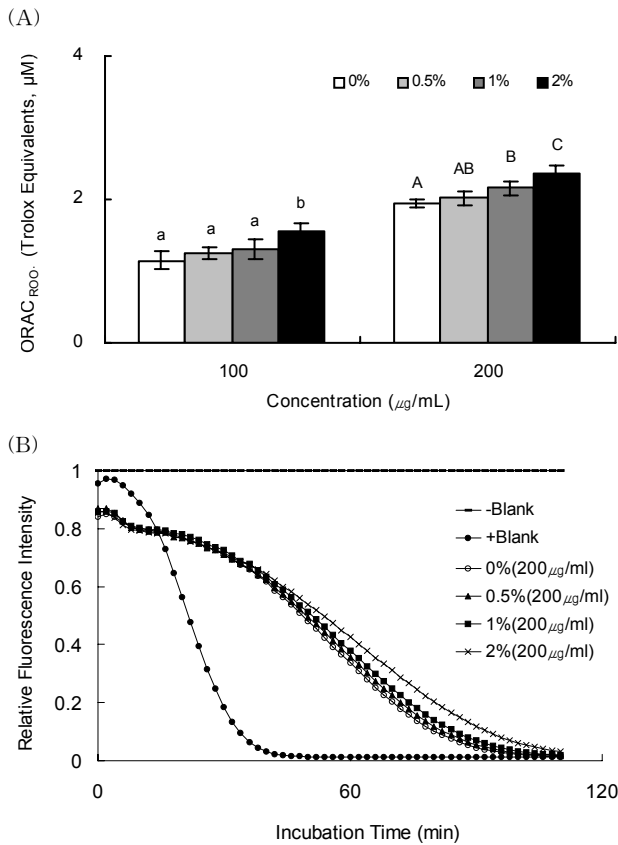 (A)
4
2
0
ORAC ROO· (Trolox Equivalents, μM)
0% 0.5% 1% 2%
a a a b
A AB B C
100 200
Concentration (㎍/mL)
(B)
1
0.8
0.6
0.4
0.2
0
Relative Fluorescence Intensity
-Blank
+Blank
0%(200㎍/ml)
0.5%(200㎍/ml)
1%(200㎍/ml)
2%(200㎍/ml)
0 60 120
Incubation Time (min)